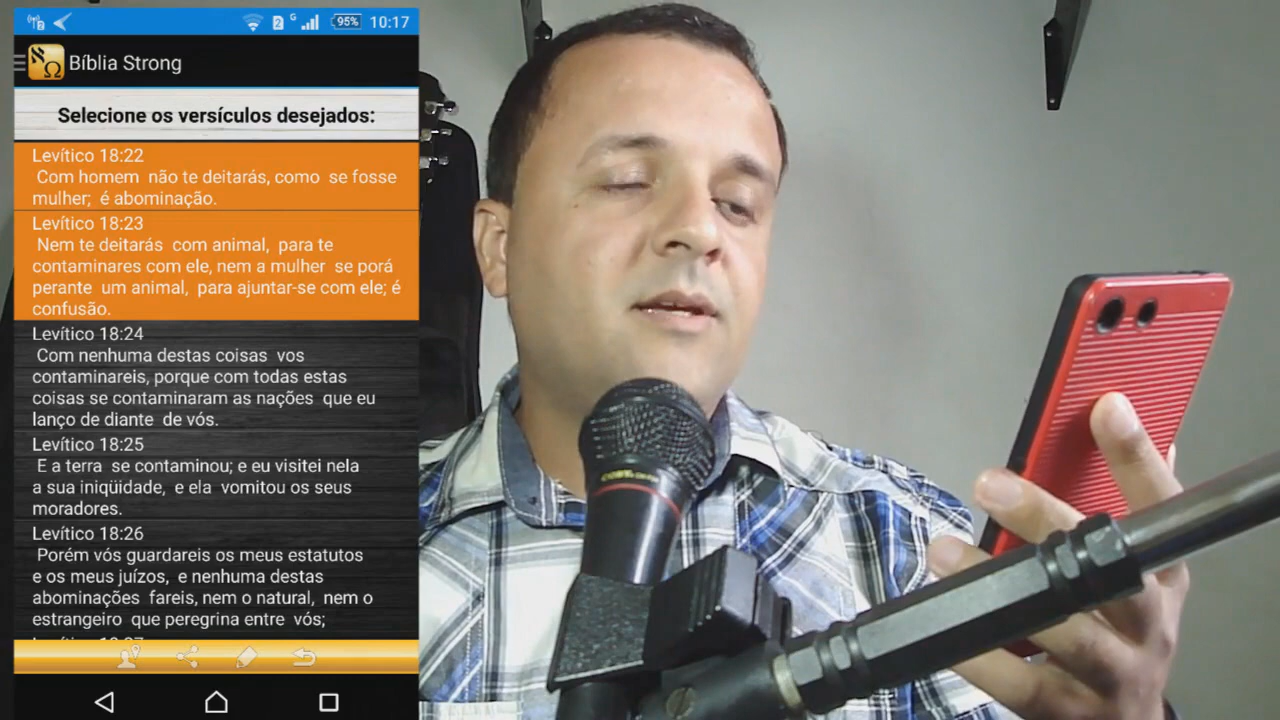 95% 10:17
Bíblia Strong
Selecione os versículos desejados:
Levítico 18:22
Com homem não te deitarás, como se fosse
mulher; é abominação.
Levítico 18:23
Nem te deitarás com animal, para te
contaminares com ele, nem a mulher se porá
perante um animal, para ajuntar-se com ele; é
confusão.
Levítico 18:24
Com nenhuma destas coisas vos
contaminareis, porque com todas estas
coisas se contaminaram as nações que eu
lanço de diante de vós.
Levítico 18:25
E a terra se contaminou; e eu visitei nela
a sua iniqüidade, e ela vomitou os seus
moradores.
Levítico 18:26
Porém vós guardareis os meus estatutos
e os meus juízos, e nenhuma destas
abominações fareis, nem o natural, nem o
estrangeiro que peregrina entre vós;